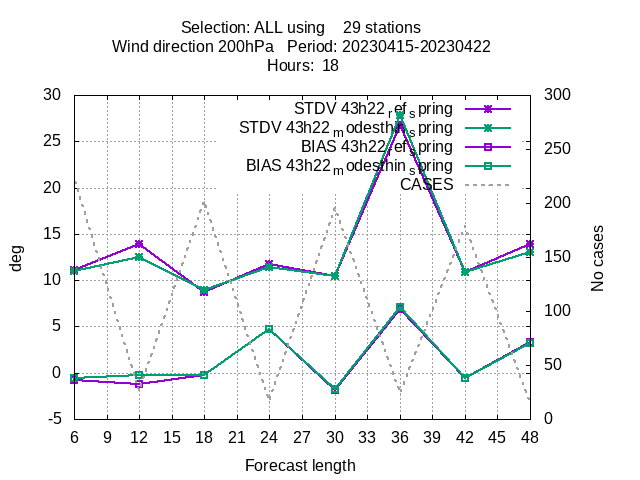 Selection: ALL using    29 stations
Wind direction 200hPa   Period: 20230415-20230422
Hours:  18
STDV 43h22_ref_spring
STDV 43h22_modesthin_spring
BIAS 43h22_ref_spring
BIAS 43h22_modesthin_spring
CASES
30
25
20
15
10
5
0
-5
deg
300
250
200
150
100
50
0
No cases
6 9 12 15 18 21 24 27 30 33 36 39 42 45 48
Forecast length